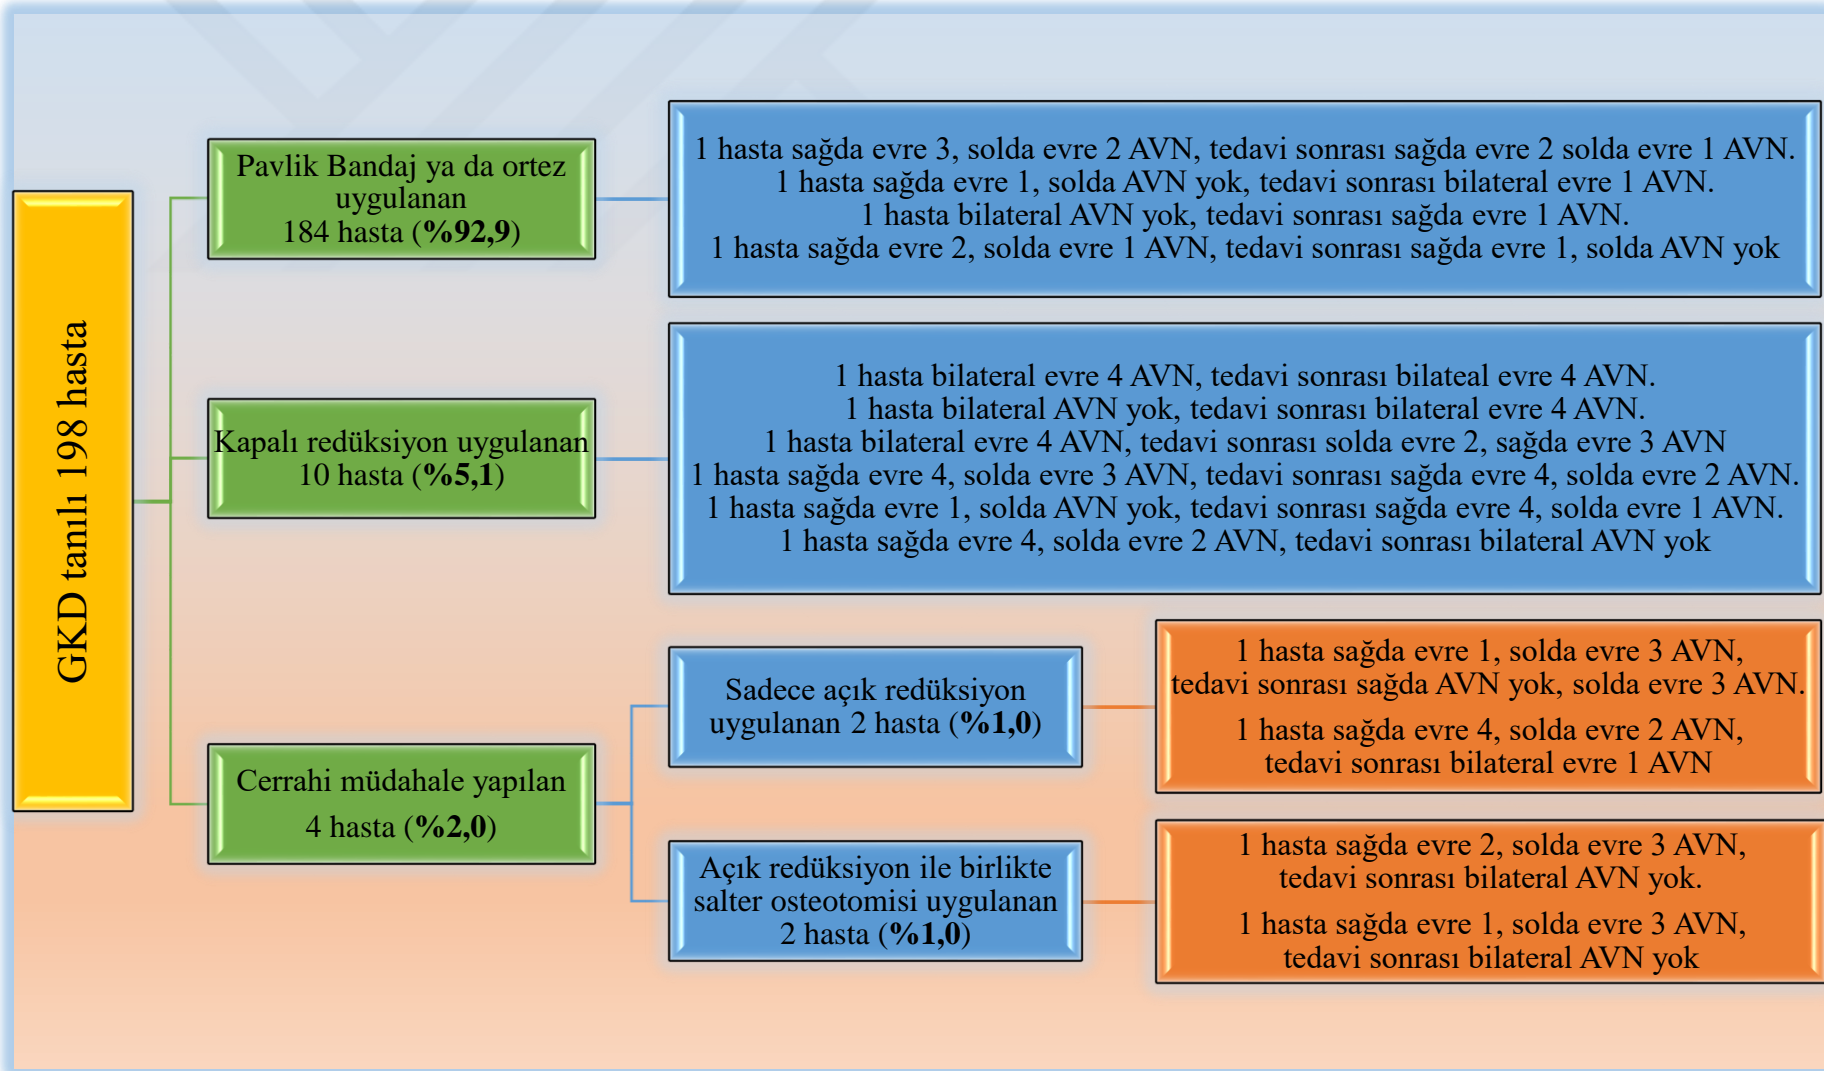 GKD tanılı 198 hasta
Pavlik Bandaj ya da ortez
uygulanan
184 hasta (%92,9)
1 hasta sağda evre 3, solda evre 2 AVN, tedavi sonrası sağda evre 2 solda evre 1 AVN.
1 hasta sağda evre 1, solda AVN yok, tedavi sonrası bilateral evre 1 AVN.
1 hasta bilateral AVN yok, tedavi sonrası sağda evre 1 AVN.
1 hasta sağda evre 2, solda evre 1 AVN, tedavi sonrası sağda evre 1, solda AVN yok
Kapalı redüksiyon uygulanan
10 hasta (%5,1)
1 hasta bilateral evre 4 AVN, tedavi sonrası bilateal evre 4 AVN.
1 hasta bilateral AVN yok, tedavi sonrası bilateral evre 4 AVN.
1 hasta bilateral evre 4 AVN, tedavi sonrası solda evre 2, sağda evre 3 AVN
1 hasta sağda evre 4, solda evre 3 AVN, tedavi sonrası sağda evre 4, solda evre 2 AVN.
1 hasta sağda evre 1, solda AVN yok, tedavi sonrası sağda evre 4, solda evre 1 AVN.
1 hasta sağda evre 4, solda evre 2 AVN, tedavi sonrası bilateral AVN yok
Cerrahi müdahale yapılan
4 hasta (%2,0)
Sadece açık redüksiyon
uygulanan 2 hasta (%1,0)
1 hasta sağda evre 1, solda evre 3 AVN,
tedavi sonrası sağda AVN yok, solda evre 3 AVN.
1 hasta sağda evre 4, solda evre 2 AVN,
tedavi sonrası bilateral evre 1 AVN
Açık redüksiyon ile birlikte
salter osteotomisi uygulanan
2 hasta (%1,0)
1 hasta sağda evre 2, solda evre 3 AVN,
tedavi sonrası bilateral AVN yok.
1 hasta sağda evre 1, solda evre 3 AVN,
tedavi sonrası bilateral AVN yok